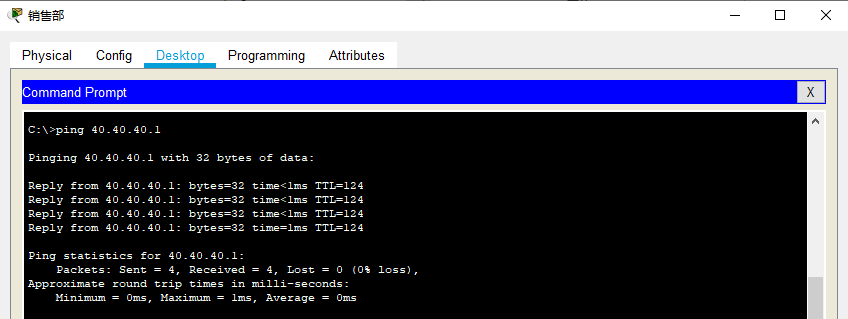 销售部
Physical Config Desktop Programming Attributes
Command Prompt X
C:\>ping 40.40.40.1
Pinging 40.40.40.1 with 32 bytes of data:
Reply from 40.40.40.1: bytes=32 time<1ms TTL=124
Reply from 40.40.40.1: bytes=32 time<1ms TTL=124
Reply from 40.40.40.1: bytes=32 time<1ms TTL=124
Reply from 40.40.40.1: bytes=32 time=1ms TTL=124
Ping statistics for 40.40.40.1:
Packets: Sent = 4, Received = 4, Lost = 0 (0% loss),
Approximate round trip times in milli-seconds:
Minimum = 0ms, Maximum = 1ms, Average = 0ms